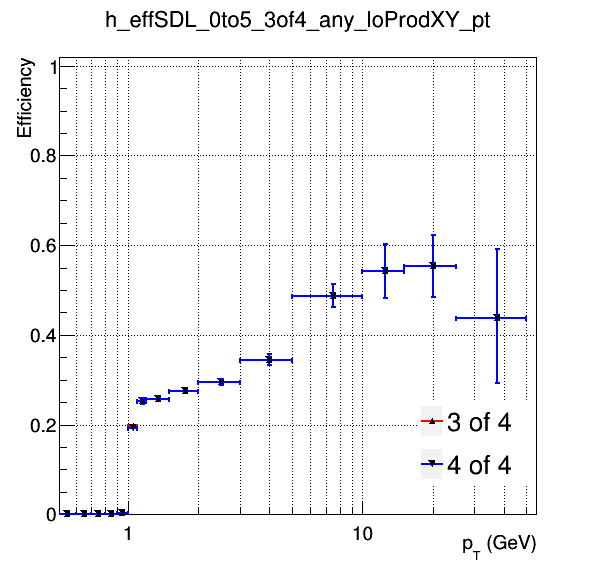 h_effSDL_0to5_3of4_any_loProdXY_pt
Efficiency
1
0.8
0.6
0.4
0.2
0
3 of 4
4 of 4
1
10
p_T (GeV)